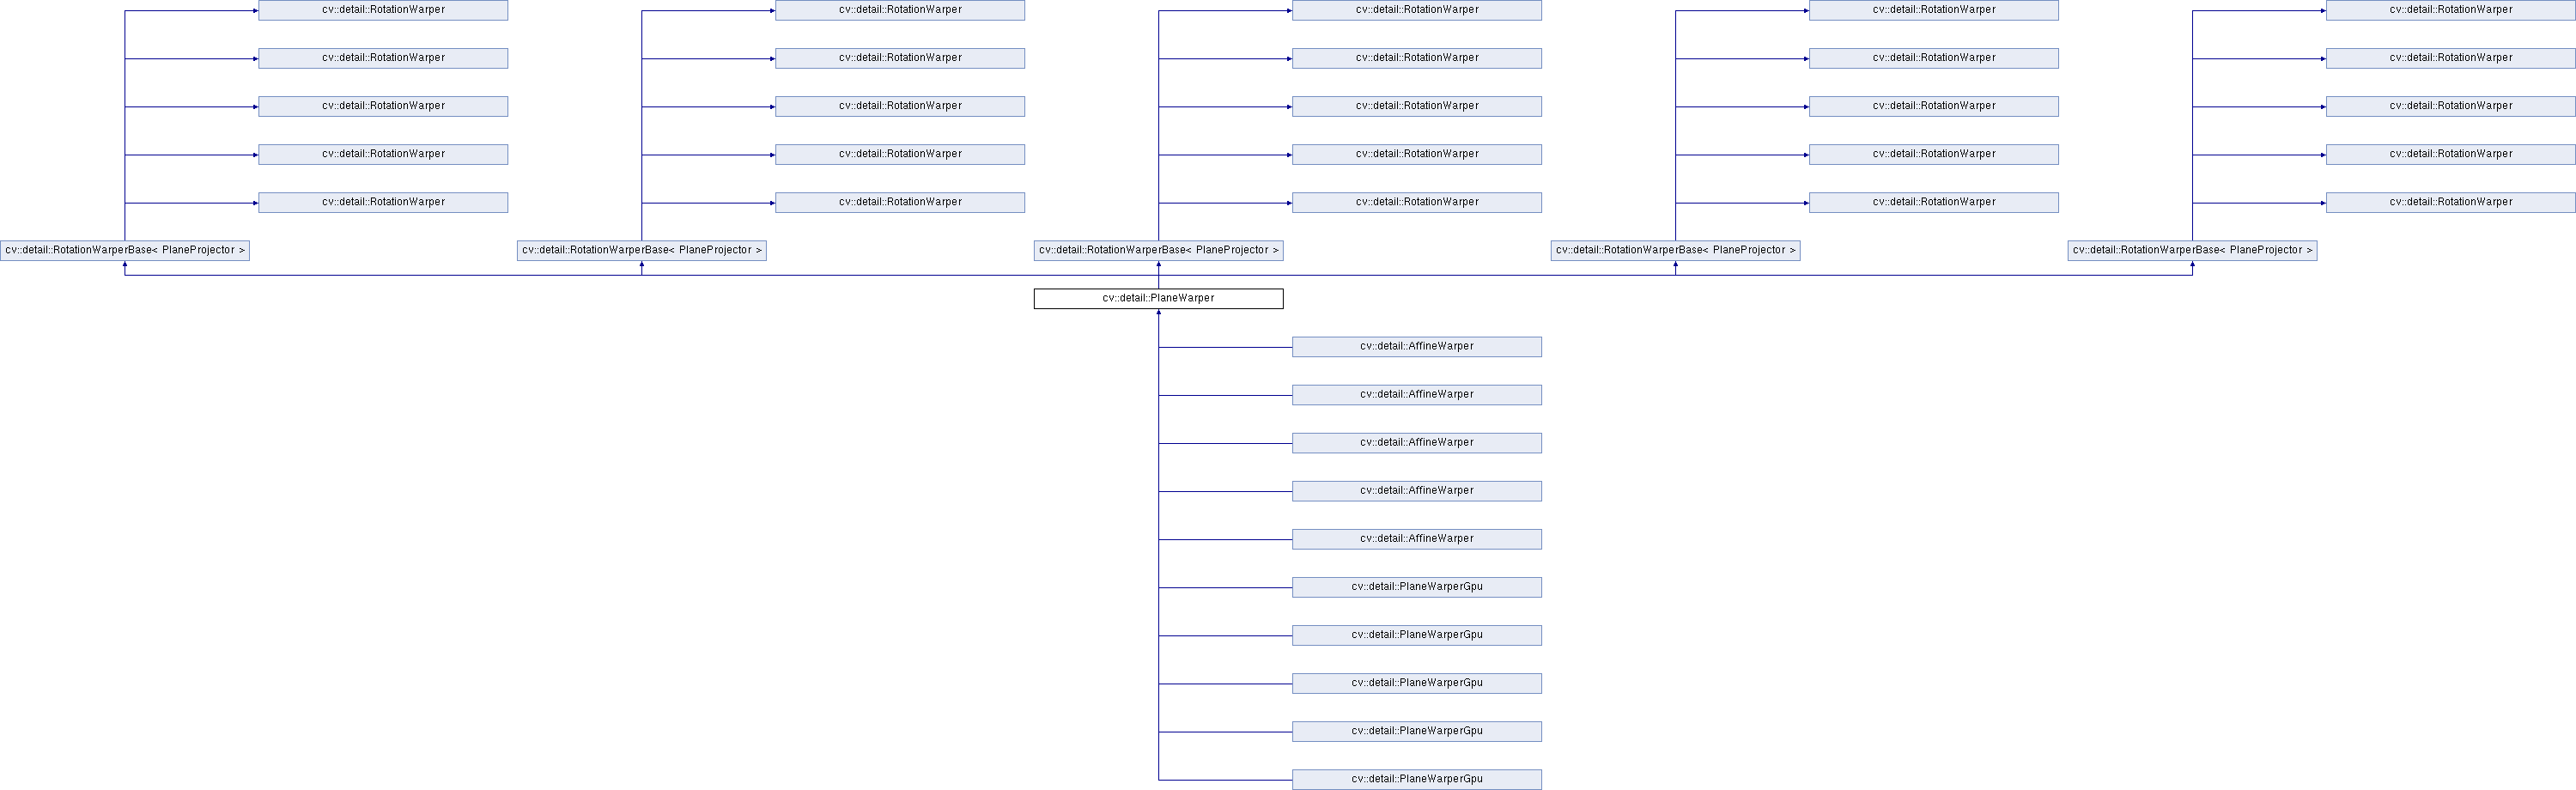 cv::detail::RotationWarper cv::detail::RotationWarper cv::detail::RotationWarper cv::detail::RotationWarper cv::detail::RotationWarper
cv::detail::RotationWarper cv::detail::RotationWarper cv::detail::RotationWarper cv::detail::RotationWarper cv::detail::RotationWarper
cv::detail::RotationWarper cv::detail::RotationWarper cv::detail::RotationWarper cv::detail::RotationWarper cv::detail::RotationWarper
cv::detail::RotationWarper cv::detail::RotationWarper cv::detail::RotationWarper cv::detail::RotationWarper cv::detail::RotationWarper
cv::detail::RotationWarper cv::detail::RotationWarper cv::detail::RotationWarper cv::detail::RotationWarper cv::detail::RotationWarper
cv::detail::RotationWarperBase< PlaneProjector > cv::detail::RotationWarperBase< PlaneProjector > cv::detail::RotationWarperBase< PlaneProjector > cv::detail::RotationWarperBase< PlaneProjector > cv::detail::RotationWarperBase< PlaneProjector >
cv::detail::PlaneWarper
cv::detail::AffineWarper
cv::detail::AffineWarper
cv::detail::AffineWarper
cv::detail::AffineWarper
cv::detail::AffineWarper
cv::detail::PlaneWarperGpu
cv::detail::PlaneWarperGpu
cv::detail::PlaneWarperGpu
cv::detail::PlaneWarperGpu
cv::detail::PlaneWarperGpu